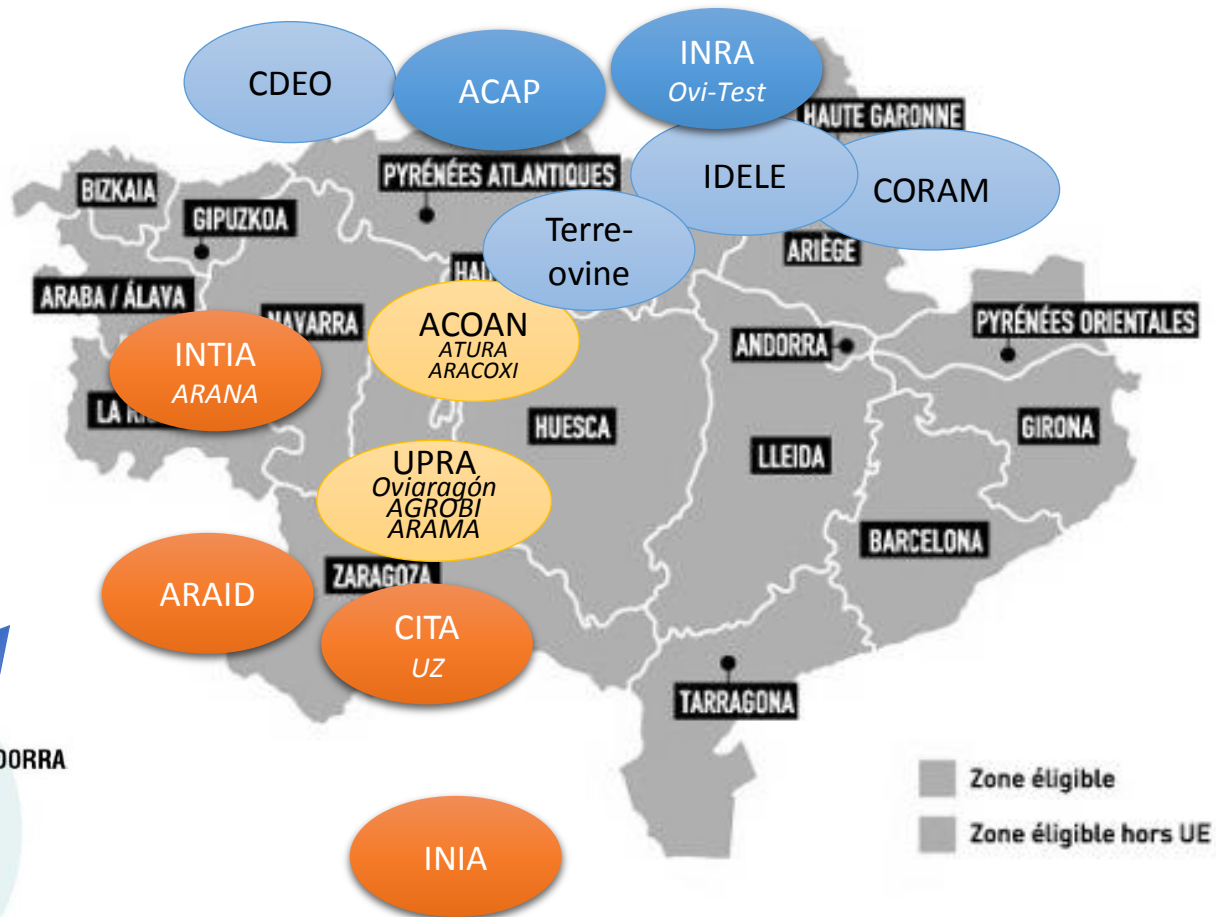 CDEO
ACAP
INRA
Ovi-Test
HAUTE GARONNE
PYRÉNÉES ATLANTIQUES
IDELE
CORAM
BIZKAIA
GIPUZKOA
Terre-
ovine
ARIÈGE
ARABA / ÁLAVA
NAVARRA
ACOAN
ATURA
ARACOXI
ANDORRA
PYRÉNÉES ORIENTALES
INTIA
ARANA
HUESCA
LLEIDA
GIRONA
UPRA
Oviaragón
AGROBI
ARAMA
BARCELONA
ZARAGOZA
ARAID
CITA
UZ
TARRAGONA
DORRA
Zone éligible
Zone éligible hors UE
INIA